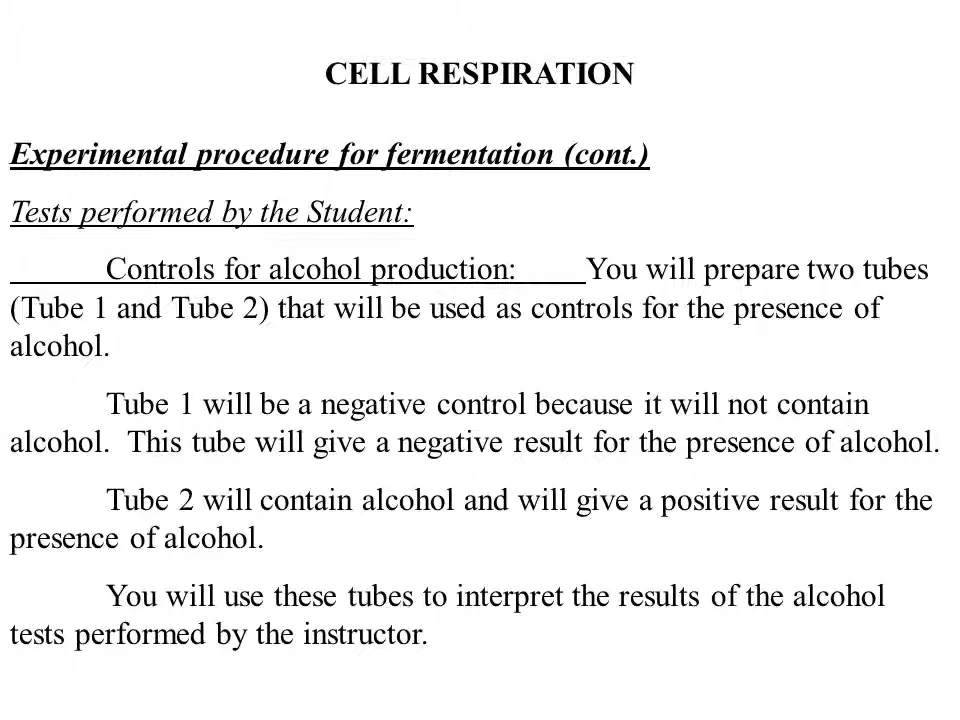 CELL RESPIRATION
Experimental procedure for fermentation (cont.)
Tests performed by the Student:
Controls for alcohol production: You will prepare two tubes
(Tube 1 and Tube 2) that will be used as controls for the presence of
alcohol.
Tube 1 will be a negative control because it will not contain
alcohol. This tube will give a negative result for the presence of alcohol.
Tube 2 will contain alcohol and will give a positive result for the
presence of alcohol.
You will use these tubes to interpret the results of the alcohol
tests performed by the instructor.